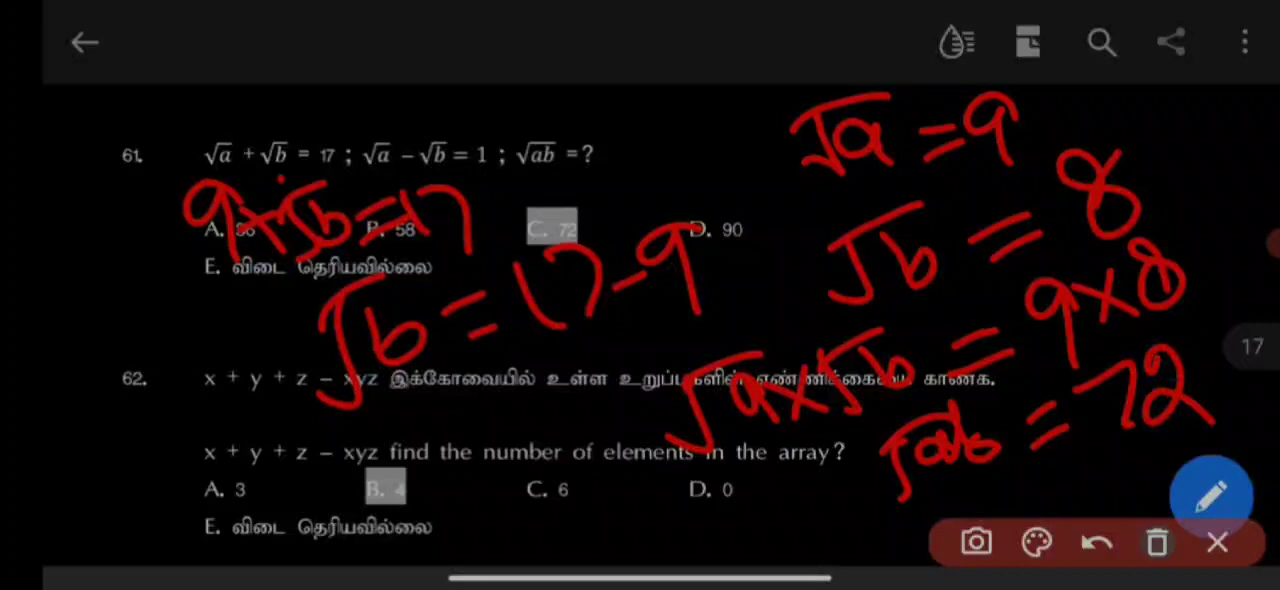 61. √a + √b = 17 ; √a − √b = 1 ; √ab = ?
A. B. 58 C. 72 D. 90
E. விடை தெரியவில்லை
√a = 9
9 + √b = 17
√b = 8
√b = 17 - 9
√a × √b = 9 × 8
√ab = 72
62. x + y + z − xyz இக்கோவையில் உள்ள உறுப்புகளின் எண்ணிக்கையை காண்க.
x + y + z − xyz find the number of elements in the array?
A. 3 B. 4 C. 6 D. 0
E. விடை தெரியவில்லை
17